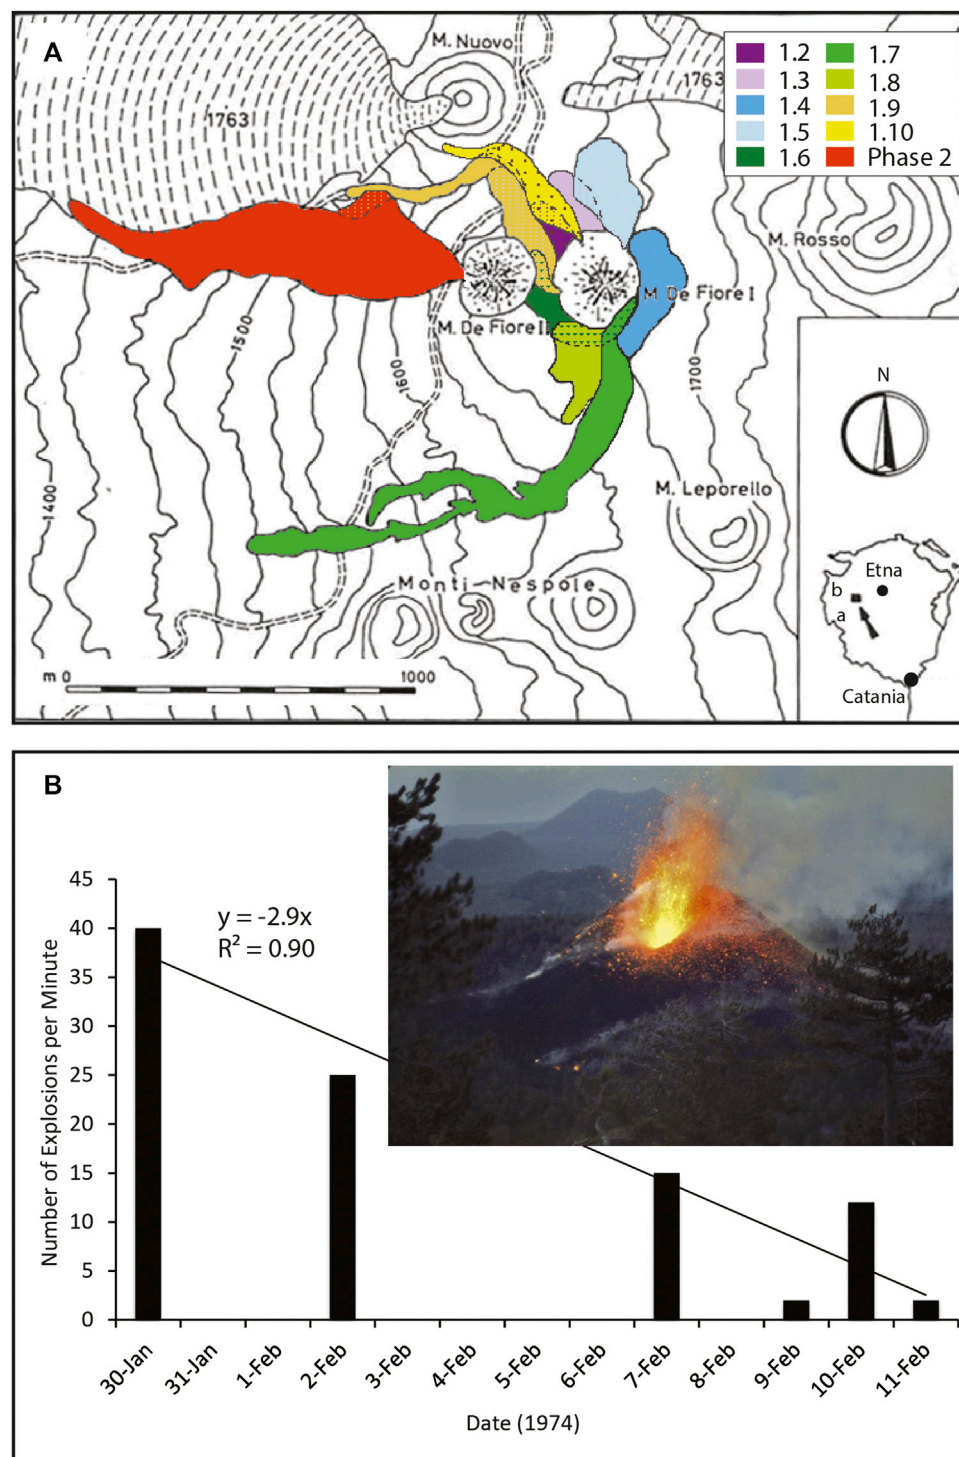 A
M. Nuovo
1763
1763
1.2
1.3
1.4
1.5
1.6
1.7
1.8
1.9
1.10
Phase 2
M. Rosso
M. De Fiore I
M. De Fiore II
1500
1600
1700
1400
M. Leporello
Monti Nespole
m 0 1000
N
Etna
b
a
Catania
B
45
40
35
30
25
20
15
10
5
0
y = -2.9x
R² = 0.90
Number of Explosions per Minute
30-Jan
31-Jan
1-Feb
2-Feb
3-Feb
4-Feb
5-Feb
6-Feb
7-Feb
8-Feb
9-Feb
10-Feb
11-Feb
Date (1974)